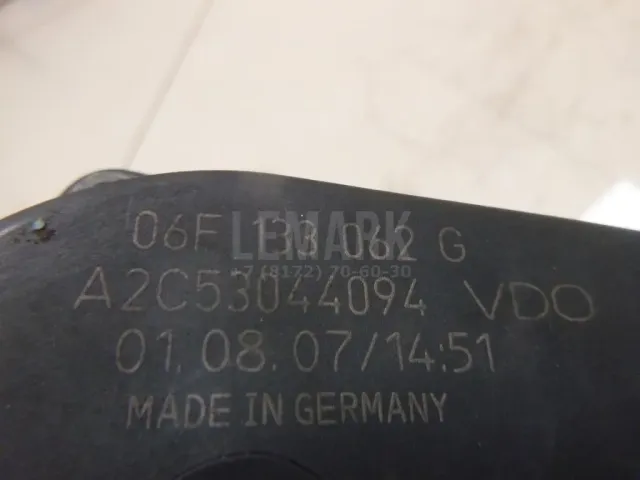 06F 133 062 G
LEMARK
+7 (8172) 70-60-30
A2C53044094 VDO
01.08.07/14:51
MADE IN GERMANY